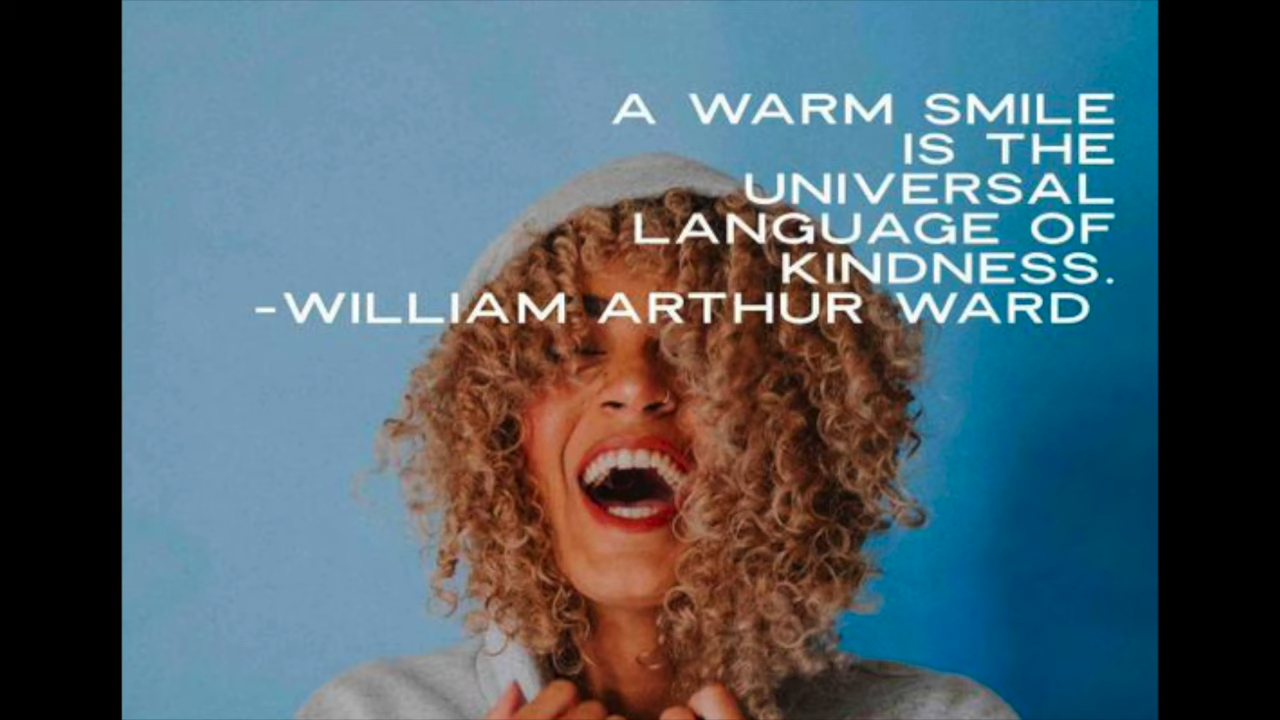 A WARM SMILE
IS THE
UNIVERSAL
LANGUAGE OF
KINDNESS.
-WILLIAM ARTHUR WARD